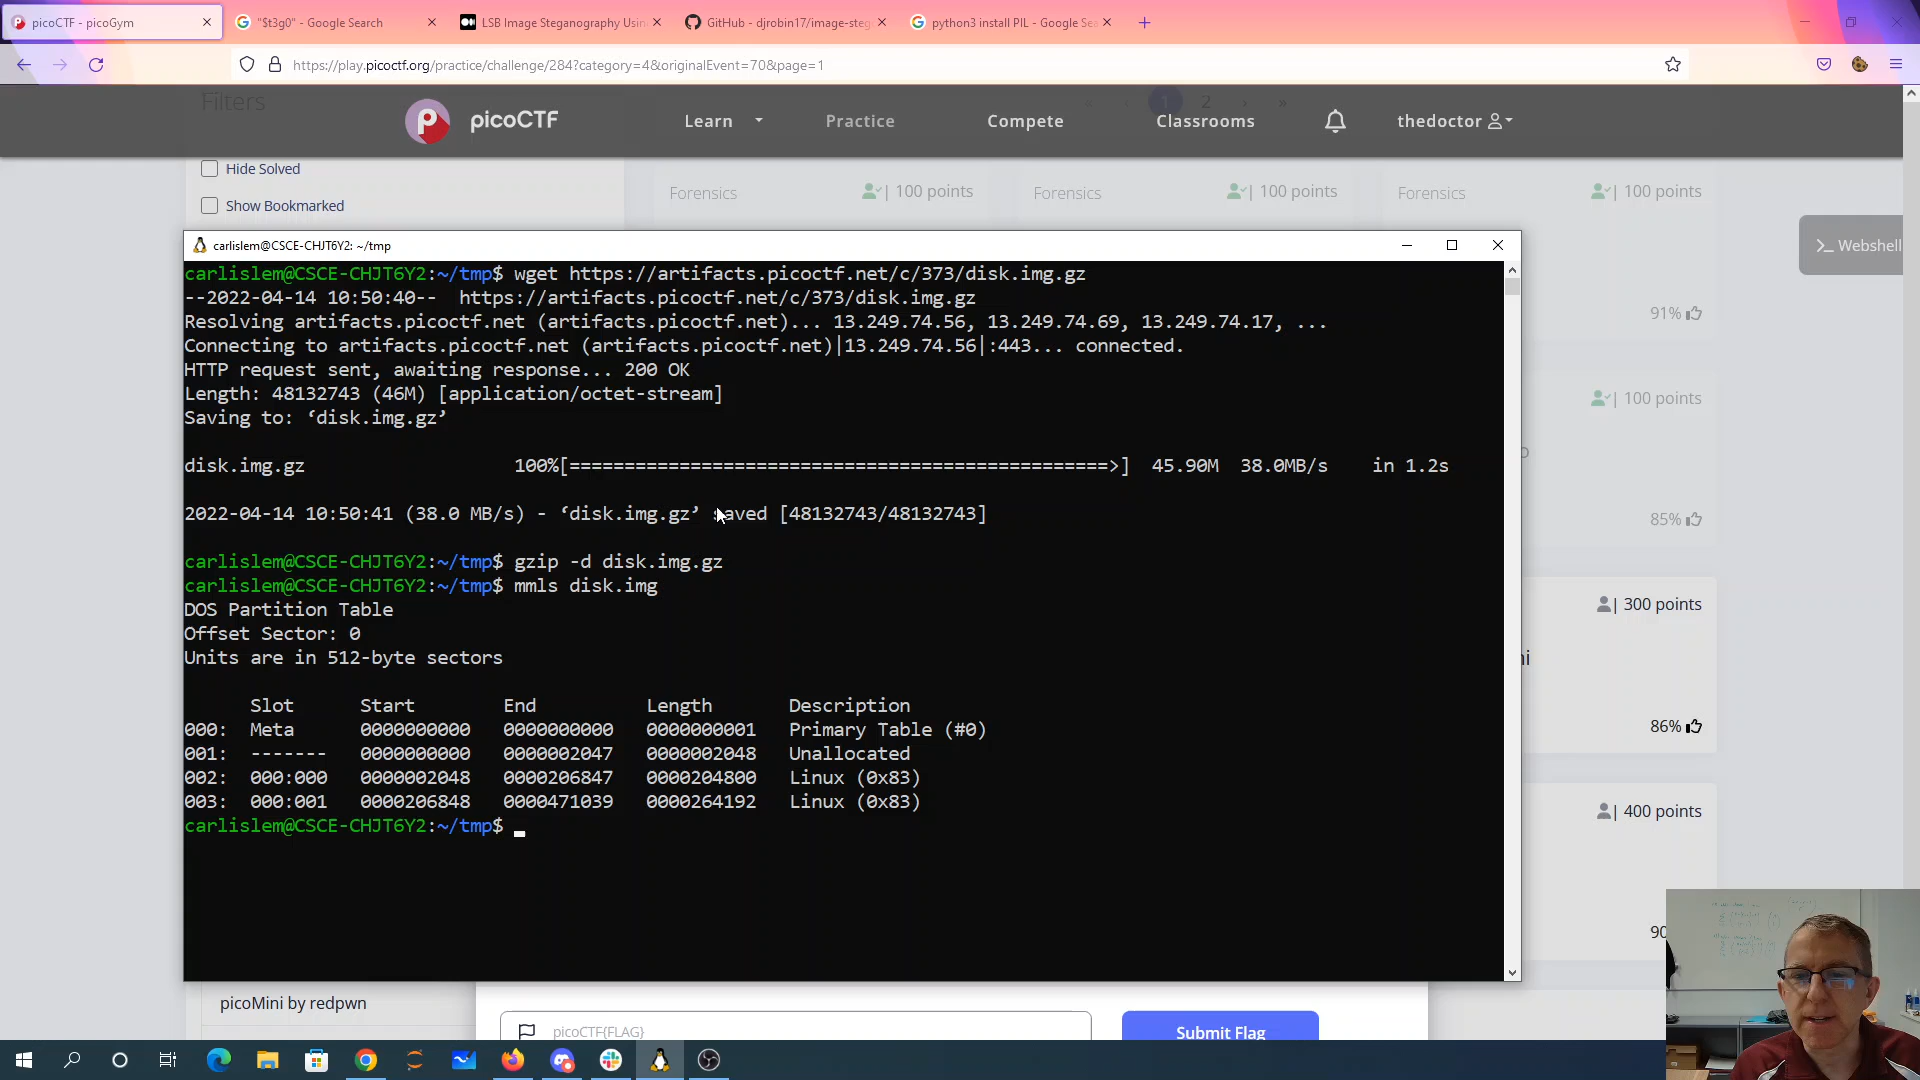 picoCTF - picoGym
"$t3g0" - Google Search
LSB Image Steganography Usin
GitHub - djrobin17/image-steg
python3 install PIL - Google Sea
https://play.picoctf.org/practice/challenge/284?category=4&originalEvent=70&page=1
Filters
picoCTF
Learn
Practice
Compete
Classrooms
thedoctor
1
2
Hide Solved
Show Bookmarked
Forensics
| 100 points
Forensics
| 100 points
Forensics
| 100 points
>_ Webshell
carlislem@CSCE-CHJT6Y2: ~/tmp
carlislem@CSCE-CHJT6Y2:~/tmp$ wget https://artifacts.picoctf.net/c/373/disk.img.gz
--2022-04-14 10:50:40--  https://artifacts.picoctf.net/c/373/disk.img.gz
Resolving artifacts.picoctf.net (artifacts.picoctf.net)... 13.249.74.56, 13.249.74.69, 13.249.74.17, ...
Connecting to artifacts.picoctf.net (artifacts.picoctf.net)|13.249.74.56|:443... connected.
HTTP request sent, awaiting response... 200 OK
Length: 48132743 (46M) [application/octet-stream]
Saving to: ‘disk.img.gz’
disk.img.gz 100%[=================================================>] 45.90M 38.0MB/s in 1.2s
2022-04-14 10:50:41 (38.0 MB/s) - ‘disk.img.gz’ saved [48132743/48132743]
carlislem@CSCE-CHJT6Y2:~/tmp$ gzip -d disk.img.gz
carlislem@CSCE-CHJT6Y2:~/tmp$ mmls disk.img
DOS Partition Table
Offset Sector: 0
Units are in 512-byte sectors
Slot Start End Length Description
000: Meta 0000000000 0000000000 0000000001 Primary Table (#0)
001: ------- 0000000000 0000002047 0000002048 Unallocated
002: 000:000 0000002048 0000206847 0000204800 Linux (0x83)
003: 000:001 0000206848 0000471039 0000264192 Linux (0x83)
carlislem@CSCE-CHJT6Y2:~/tmp$ _
91%
| 100 points
85%
| 300 points
86%
| 400 points
90
picoMini by redpwn
picoCTF{FLAG}
Submit Flag